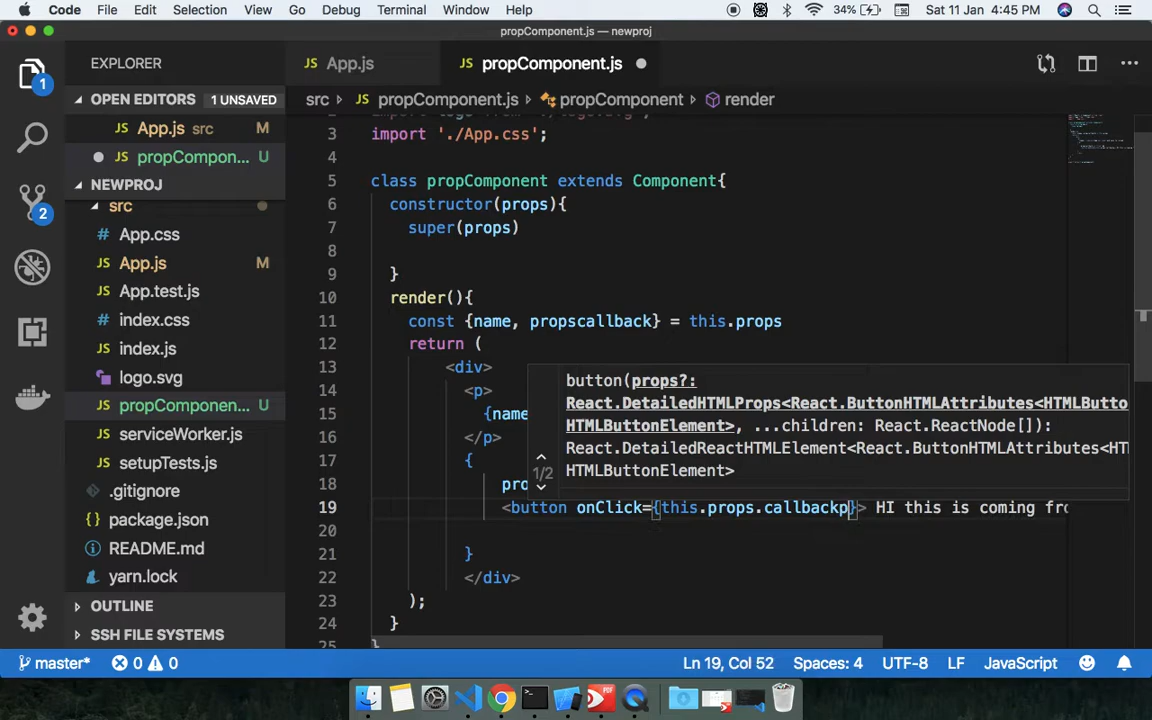 Code File Edit Selection View Go Debug Terminal Window Help 34% Sat 11 Jan 4:45 PM
propComponent.js — newproj
EXPLORER
App.js
propComponent.js
1
OPEN EDITORS 1 UNSAVED
src propComponent.js propComponent render
App.js src M
propCompon... U
NEWPROJ
src
App.css
App.js M
App.test.js
index.css
index.js
logo.svg
propComponen... U
serviceWorker.js
setupTests.js
.gitignore
package.json
README.md
yarn.lock
OUTLINE
SSH FILE SYSTEMS
2
3 import './App.css';
4
5 class propComponent extends Component{
6 constructor(props){
7 super(props)
8
9 }
10 render(){
11 const {name, propscallback} = this.props
12 return (
13 <div>
14 <p>
15 {name
16 </p>
17 {
18 pro
19 <button onClick={this.props.callbackp}> HI this is coming fro
20
21 }
22 </div>
23 );
24 }
25 }
button(props?:
React.DetailedHTMLProps<React.ButtonHTMLAttributes<HTMLButto
HTMLButtonElement>, ...children: React.ReactNode[]):
React.DetailedReactHTMLElement<React.ButtonHTMLAttributes<HT
HTMLButtonElement>
1/2
master* 0 0 Ln 19, Col 52 Spaces: 4 UTF-8 LF JavaScript